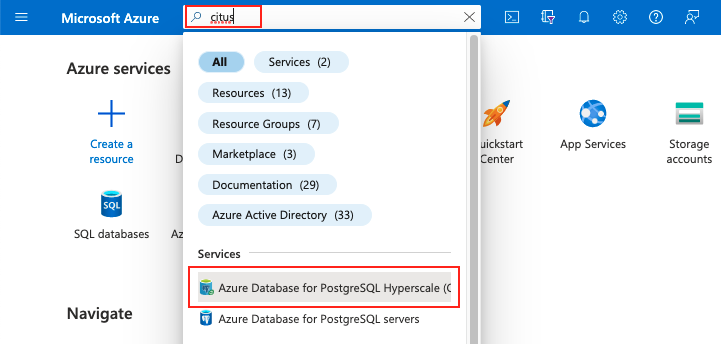 Microsoft Azure
citus
Azure services
All
Services (2)
Resources (13)
Resource Groups (7)
Marketplace (3)
Documentation (29)
Azure Active Directory (33)
Create a
resource
D
uickstart
Center
App Services
Storage
accounts
SQL databases
Az
Services
Azure Database for PostgreSQL Hyperscale (C
Azure Database for PostgreSQL servers
Navigate